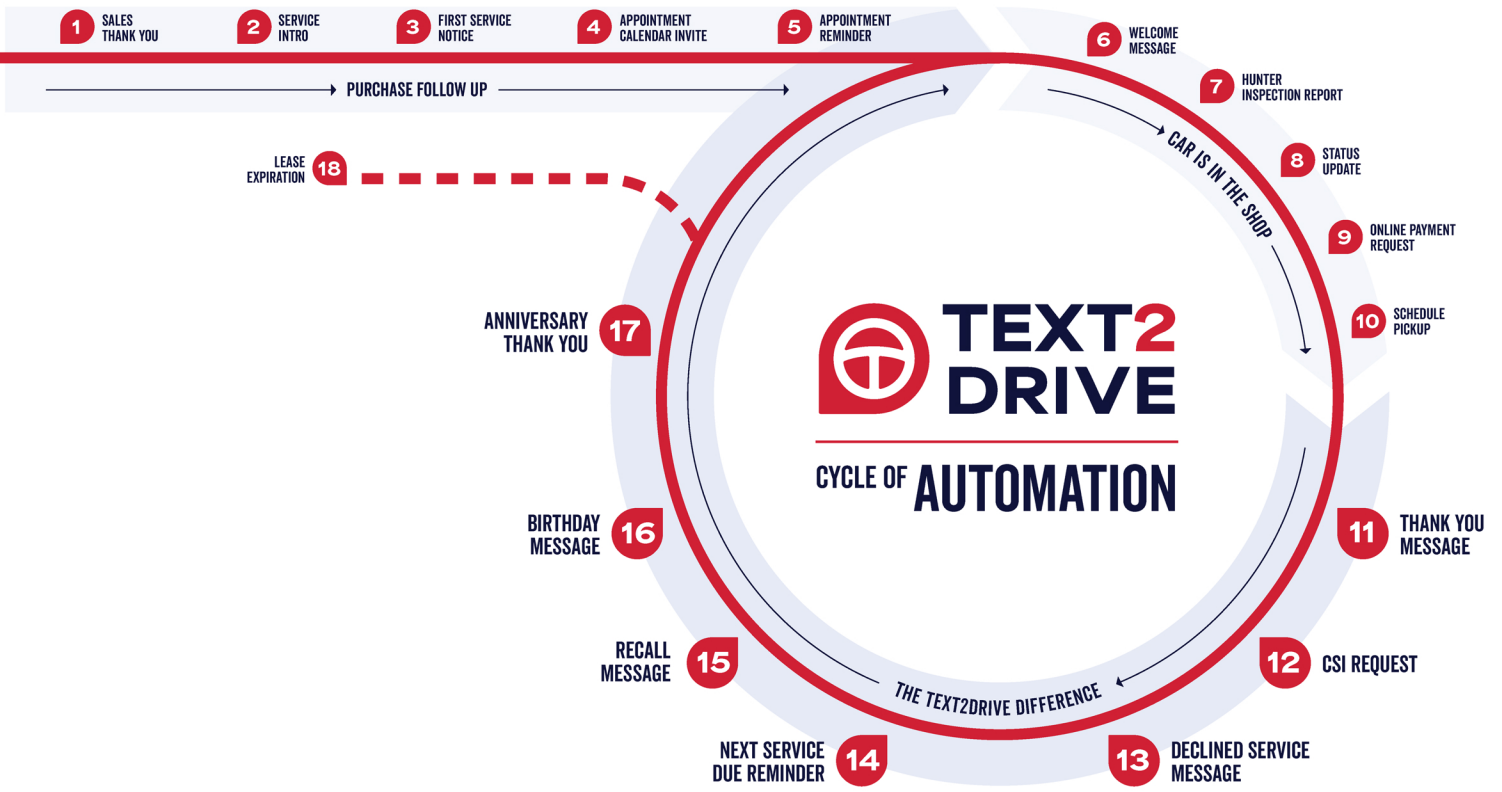 1 SALES
THANK YOU
2 SERVICE
INTRO
3 FIRST SERVICE
NOTICE
4 APPOINTMENT
CALENDAR INVITE
5 APPOINTMENT
REMINDER
PURCHASE FOLLOW UP
6 WELCOME
MESSAGE
7 HUNTER
INSPECTION REPORT
8 STATUS
UPDATE
9 ONLINE PAYMENT
REQUEST
10 SCHEDULE
PICKUP
CAR IS IN THE SHOP
TEXT2
DRIVE
CYCLE OF AUTOMATION
11 THANK YOU
MESSAGE
12 CSI REQUEST
13 DECLINED SERVICE
MESSAGE
THE TEXT2DRIVE DIFFERENCE
NEXT SERVICE
DUE REMINDER 14
RECALL
MESSAGE 15
BIRTHDAY
MESSAGE 16
ANNIVERSARY
THANK YOU 17
LEASE
EXPIRATION 18